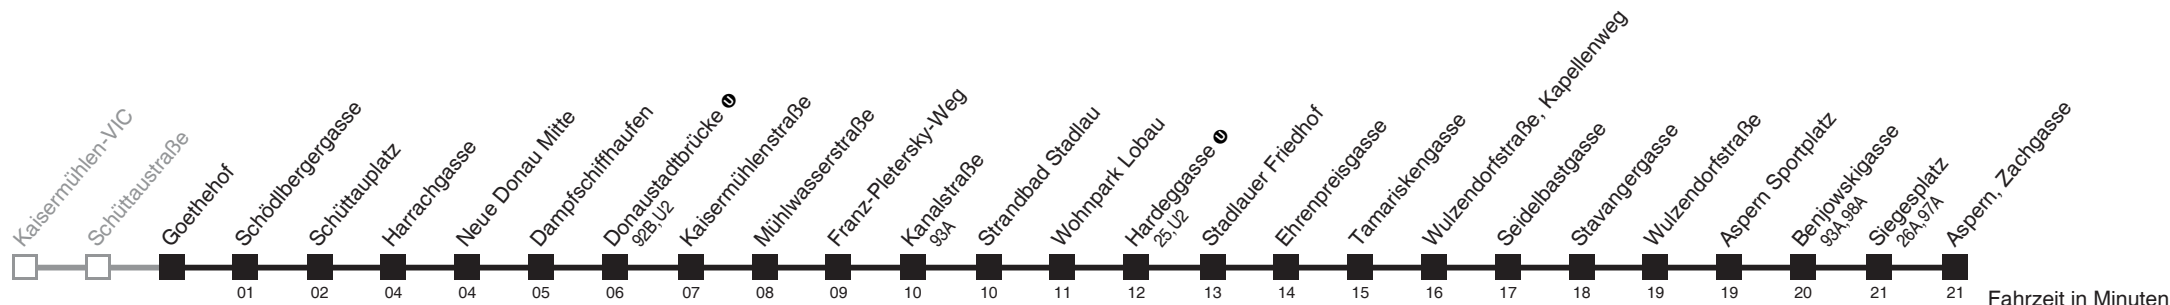 Kaisermühlen-VIC
Schüttaustraße
Goethehof
Schödlbergergasse
Schüttauplatz
Harrachgasse
Neue Donau Mitte
Dampfschiffhaufen
Donaustadtbrücke U
92B,U2
Kaisermühlenstraße
Mühlwasserstraße
Franz-Pletersky-Weg
Kanalstraße
93A
Strandbad Stadlau
Wohnpark Lobau
Hardeggasse U
25,U2
Stadlauer Friedhof
Ehrenpreisgasse
Tamariskengasse
Wulzendorfstraße, Kapellenweg
Seidelbastgasse
Stavangergasse
Wulzendorfstraße
Aspern Sportplatz
Benjowskigasse
93A,98A
Siegesplatz
26A,97A
Aspern, Zachgasse
01 02 04 04 05 06 07 08 09 10 10 11 12 13 14 15 16 17 18 19 19 20 21 21 Fahrzeit in Minuten